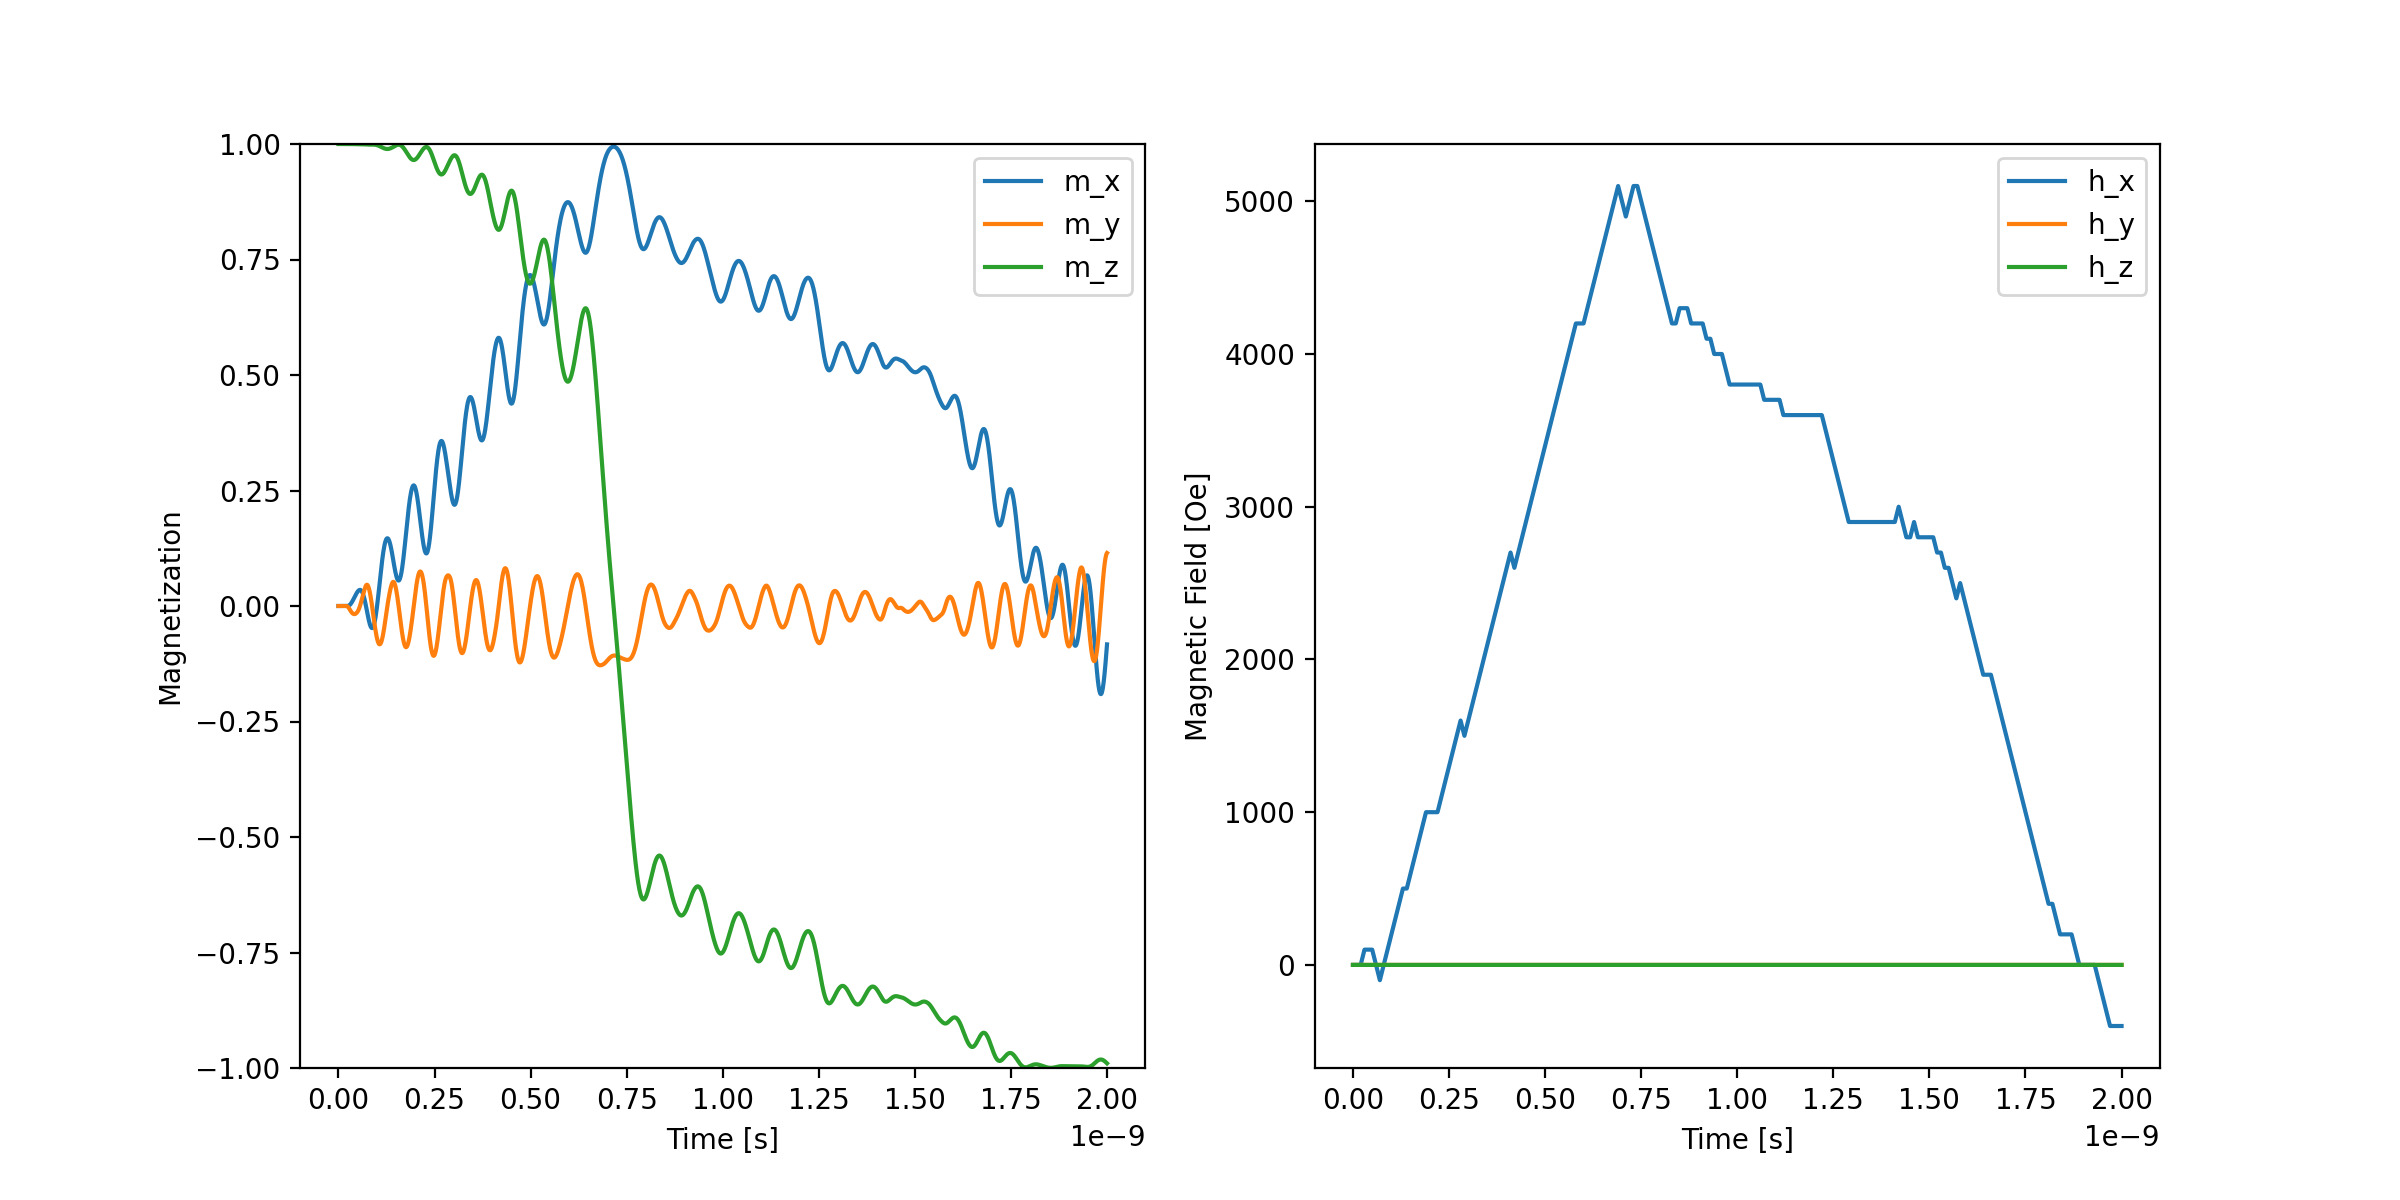 Magnetization
1.00
0.75
0.50
0.25
0.00
−0.25
−0.50
−0.75
−1.00
m_x
m_y
m_z
0.00 0.25 0.50 0.75 1.00 1.25 1.50 1.75 2.00
Time [s]
1e−9
Magnetic Field [Oe]
5000
4000
3000
2000
1000
0
h_x
h_y
h_z
0.00 0.25 0.50 0.75 1.00 1.25 1.50 1.75 2.00
Time [s]
1e−9